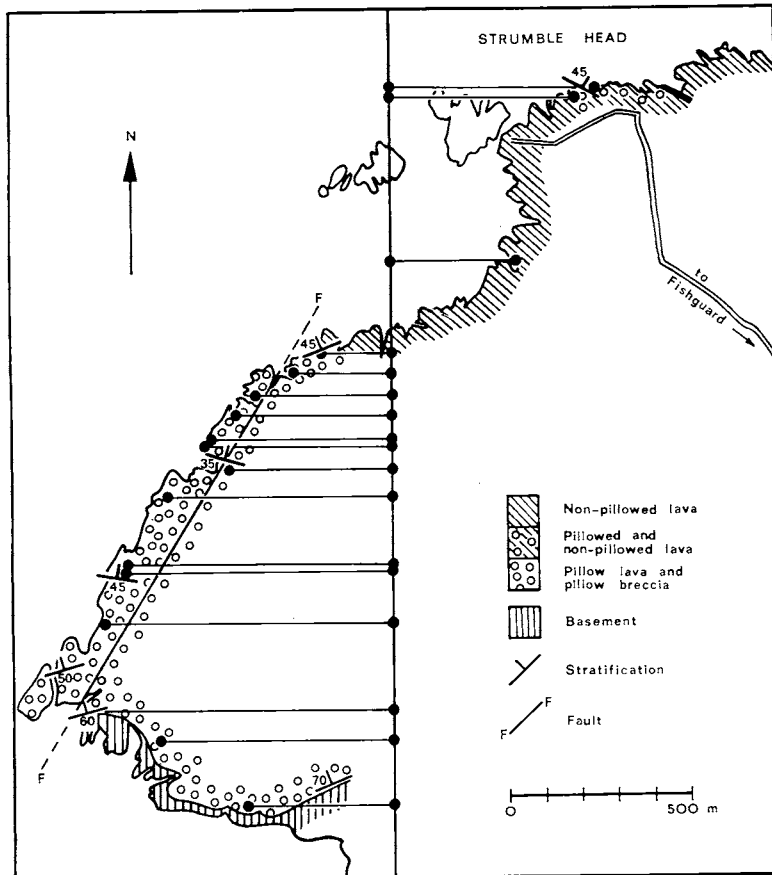 STRUMBLE HEAD
45
N
to
Fishguard
F
45
35
45
50
60
70
F
Non-pillowed lava
Pillowed and
non-pillowed lava
Pillow lava and
pillow breccia
Basement
Stratification
F
Fault
F
0 500 m